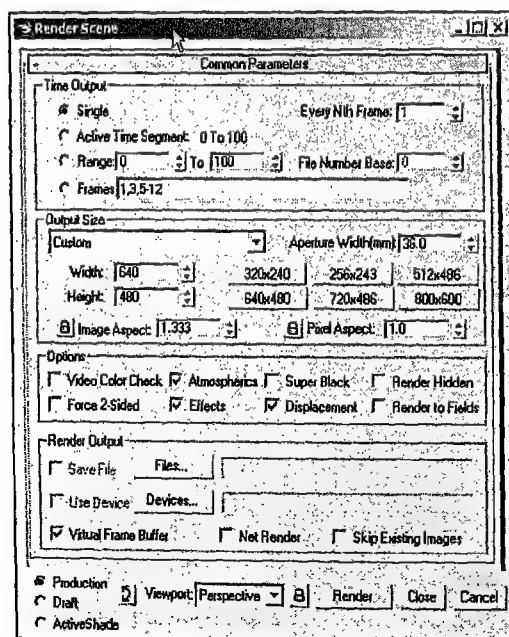 Render Scene
Common Parameters
Time Output
Single Every Nth Frame: 1
Active Time Segment: 0 To 100
Range: 0 To 100 File Number Base: 0
Frames 1,3,5-12
Output Size
Custom Aperture Width(mm): 36.0
Width: 640 320x240 256x243 512x486
Height: 480 640x480 720x486 800x600
Image Aspect: 1.333 Pixel Aspect: 1.0
Options
Video Color Check Atmospherics Super Black Render Hidden
Force 2-Sided Effects Displacement Render to Fields
Render Output
Save File Files...
Use Device Devices...
Virtual Frame Buffer Net Render Skip Existing Images
Production
Draft
ActiveShade
Viewport: Perspective Render Close Cancel